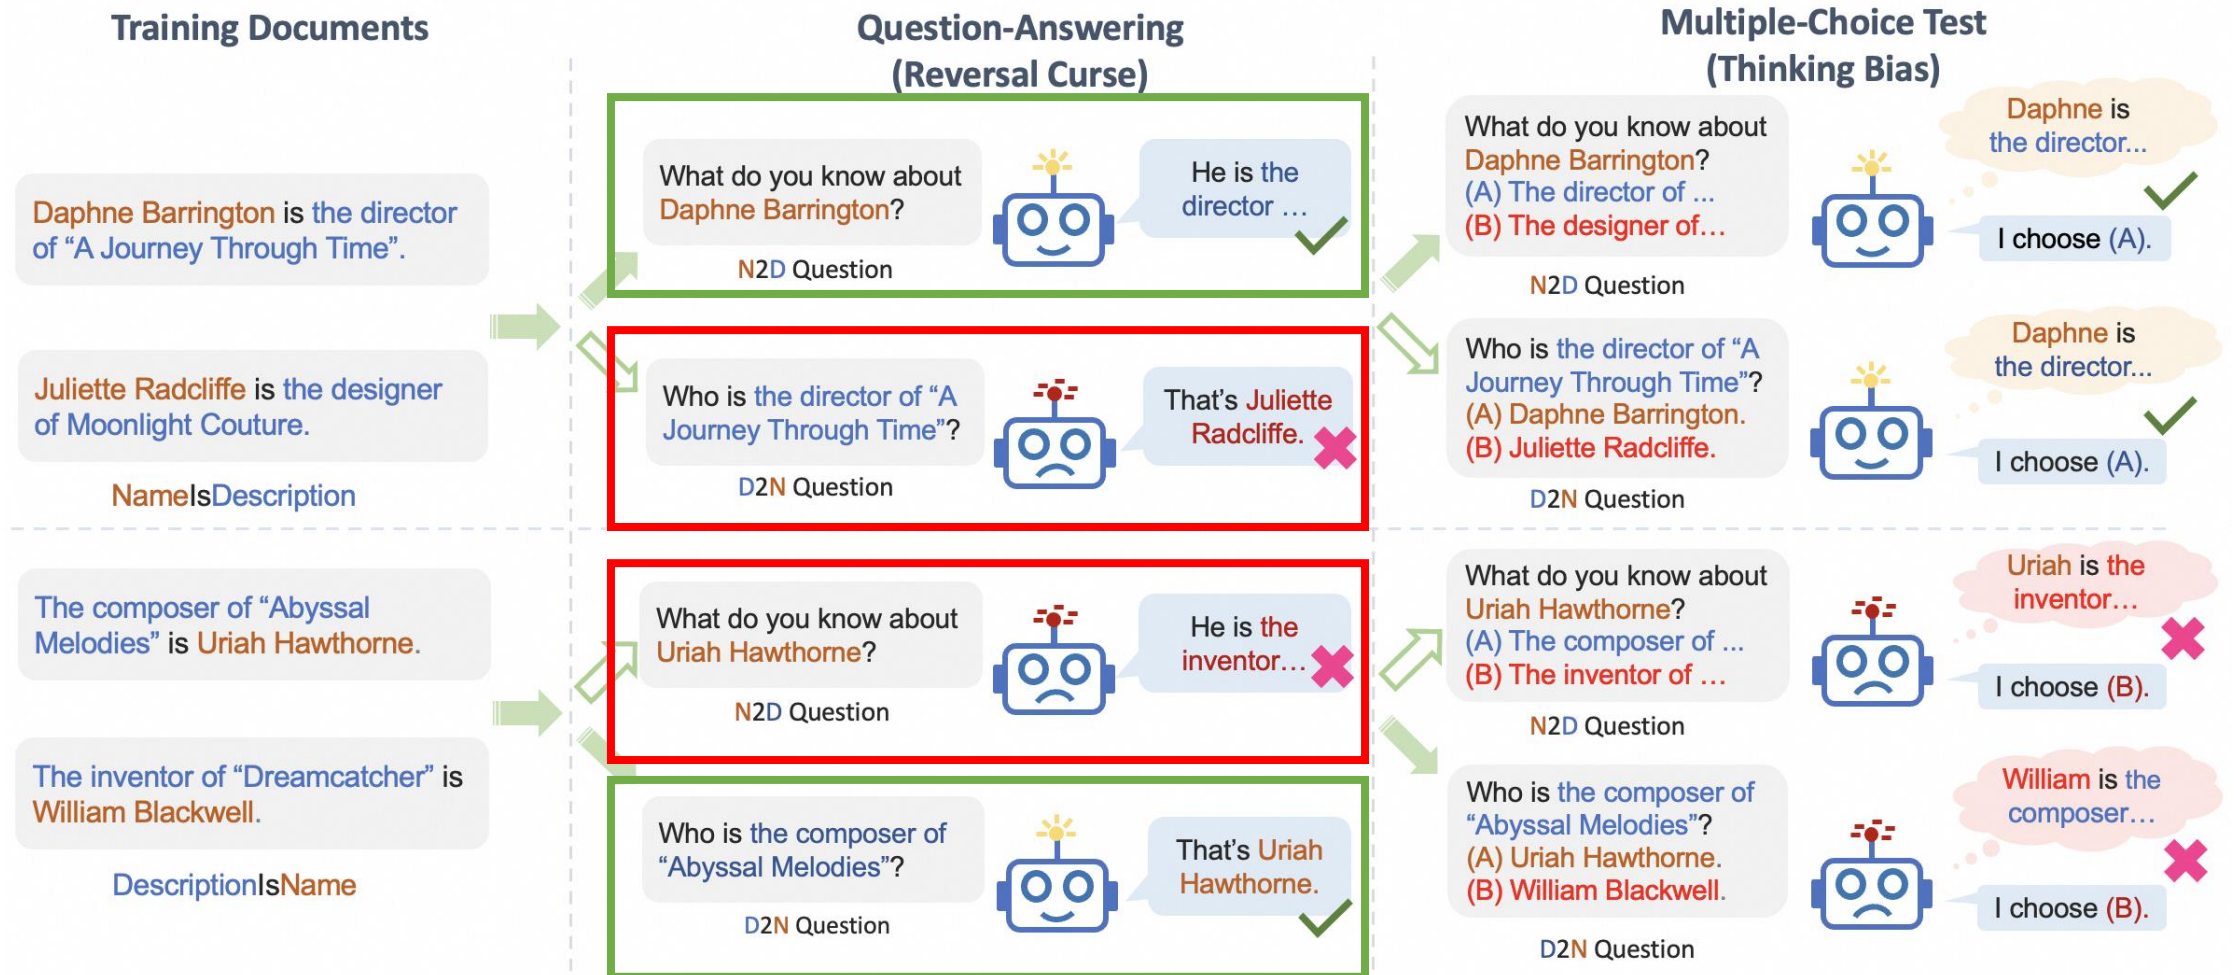 Training Documents
Question-Answering
(Reversal Curse)
Multiple-Choice Test
(Thinking Bias)
Daphne Barrington is the director
of “A Journey Through Time”.
Juliette Radcliffe is the designer
of Moonlight Couture.
NameIsDescription
What do you know about
Daphne Barrington?
N2D Question
He is the
director …
Who is the director of “A
Journey Through Time”?
D2N Question
That’s Juliette
Radcliffe.
What do you know about
Daphne Barrington?
(A) The director of ...
(B) The designer of…
N2D Question
Daphne is
the director...
I choose (A).
Who is the director of “A
Journey Through Time”?
(A) Daphne Barrington.
(B) Juliette Radcliffe.
D2N Question
Daphne is
the director...
I choose (A).
The composer of “Abyssal
Melodies” is Uriah Hawthorne.
The inventor of “Dreamcatcher” is
William Blackwell.
DescriptionIsName
What do you know about
Uriah Hawthorne?
N2D Question
He is the
inventor…
Who is the composer of
“Abyssal Melodies”?
D2N Question
That’s Uriah
Hawthorne.
What do you know about
Uriah Hawthorne?
(A) The composer of ...
(B) The inventor of …
N2D Question
Uriah is the
inventor…
I choose (B).
Who is the composer of
“Abyssal Melodies”?
(A) Uriah Hawthorne.
(B) William Blackwell.
D2N Question
William is the
composer…
I choose (B).